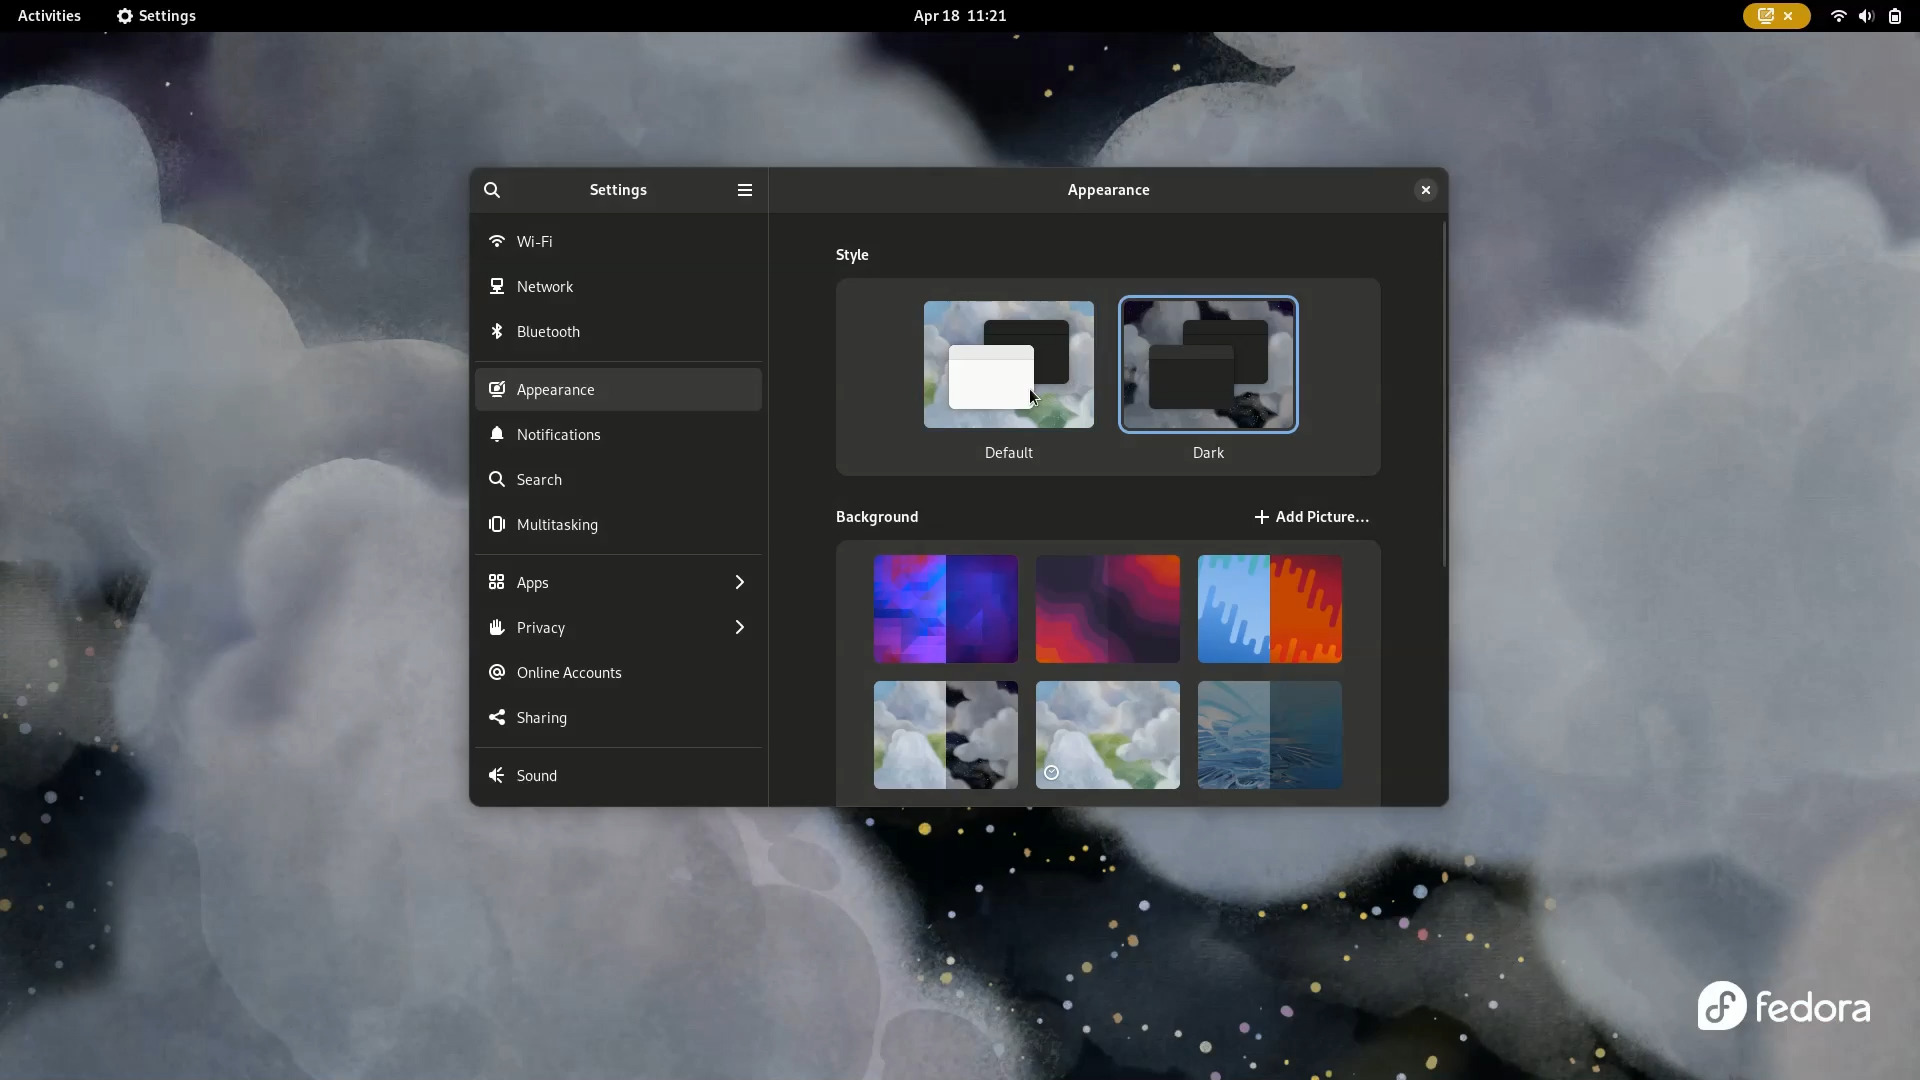 Activities
Settings
Apr 18 11:21
Settings
Appearance
Wi-Fi
Network
Bluetooth
Appearance
Notifications
Search
Multitasking
Apps
Privacy
Online Accounts
Sharing
Sound
Style
Default
Dark
Background
Add Picture…
fedora